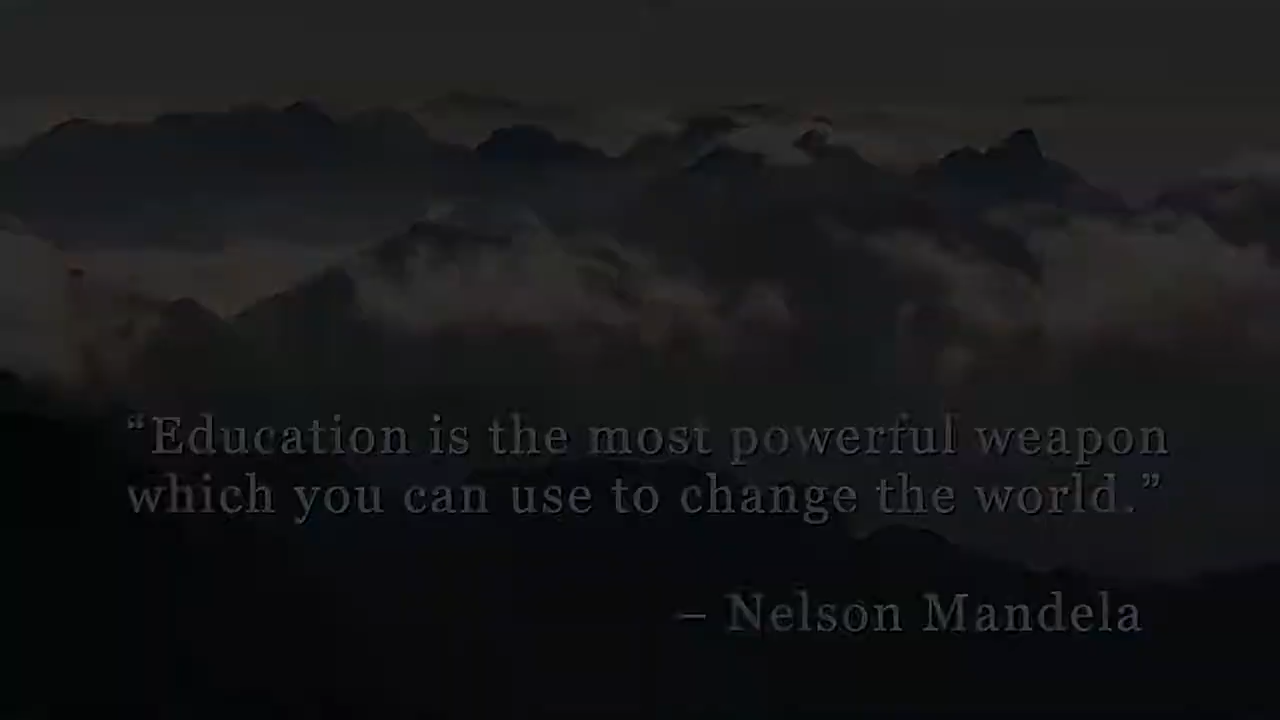 “Education is the most powerful weapon
which you can use to change the world.”
– Nelson Mandela